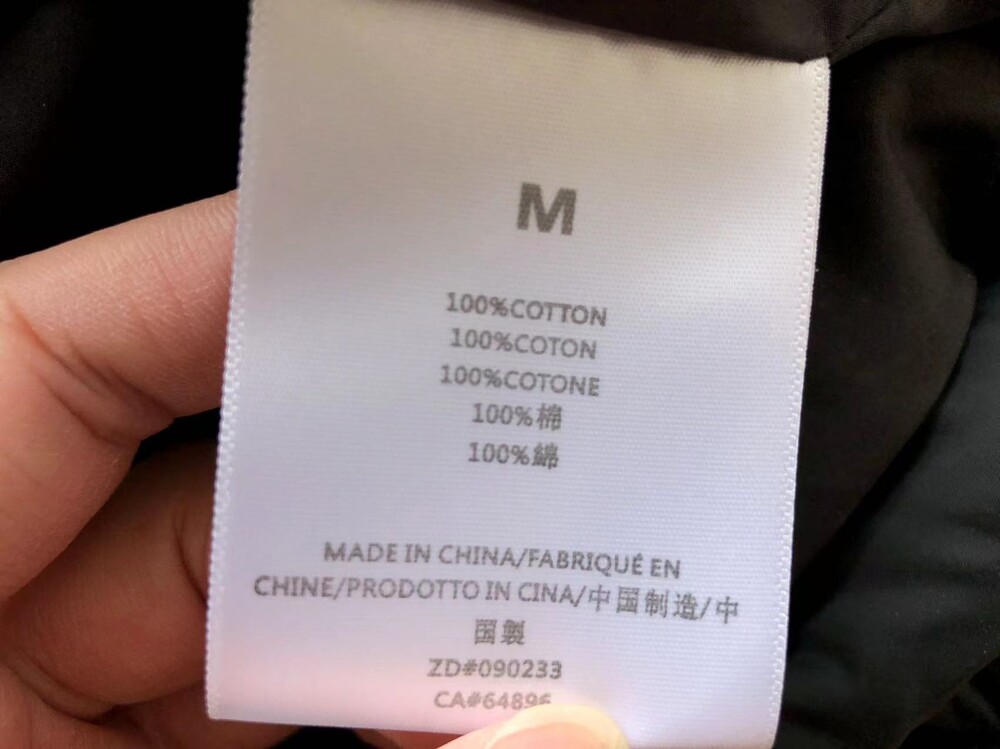 M
100%COTTON
100%COTON
100%COTONE
100%棉
100%綿
MADE IN CHINA/FABRIQUÉ EN
CHINE/PRODOTTO IN CINA/中国制造/中
国製
ZD#090233
CA#64896